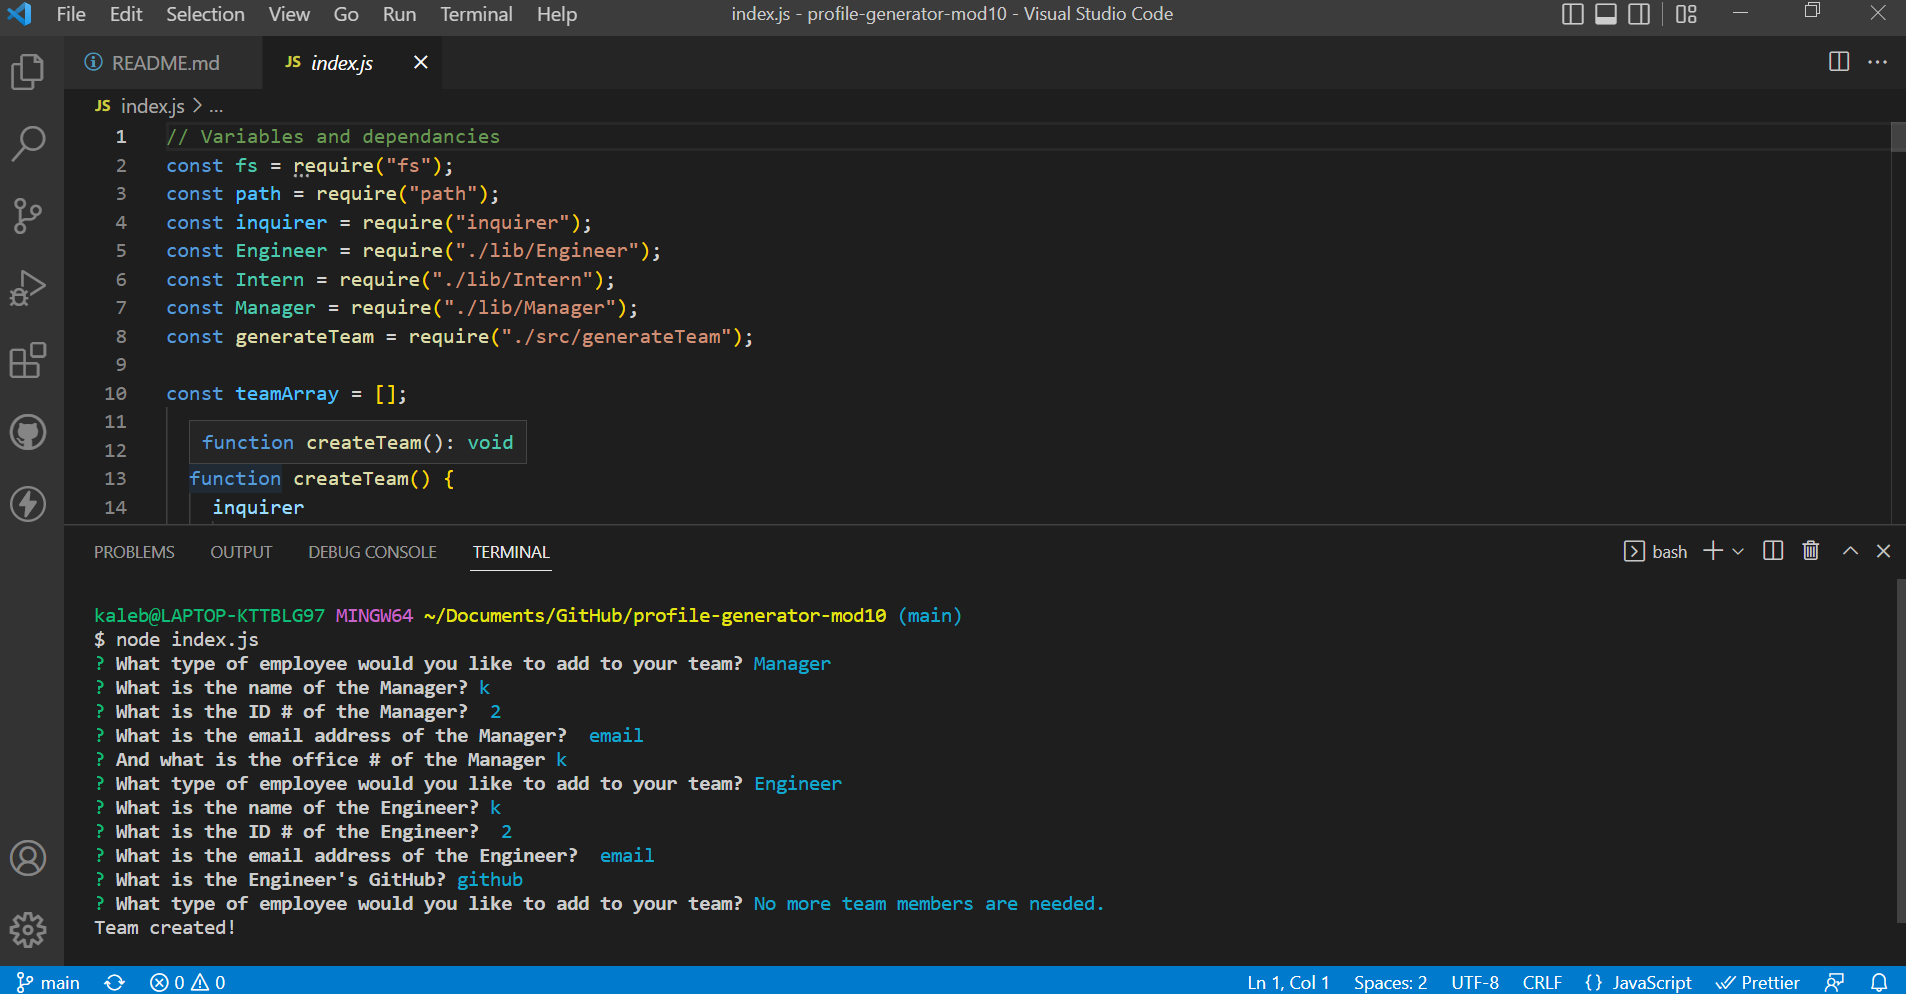 File Edit Selection View Go Run Terminal Help
index.js - profile-generator-mod10 - Visual Studio Code
README.md
JS index.js
JS index.js > ...
1 // Variables and dependancies
2 const fs = require("fs");
3 const path = require("path");
4 const inquirer = require("inquirer");
5 const Engineer = require("./lib/Engineer");
6 const Intern = require("./lib/Intern");
7 const Manager = require("./lib/Manager");
8 const generateTeam = require("./src/generateTeam");
9
10 const teamArray = [];
11
function createTeam(): void
12
13 function createTeam() {
14 inquirer
PROBLEMS OUTPUT DEBUG CONSOLE TERMINAL
bash
kaleb@LAPTOP-KTTBLG97 MINGW64 ~/Documents/GitHub/profile-generator-mod10 (main)
$ node index.js
? What type of employee would you like to add to your team? Manager
? What is the name of the Manager? k
? What is the ID # of the Manager?  2
? What is the email address of the Manager?  email
? And what is the office # of the Manager k
? What type of employee would you like to add to your team? Engineer
? What is the name of the Engineer? k
? What is the ID # of the Engineer?  2
? What is the email address of the Engineer?  email
? What is the Engineer's GitHub? github
? What type of employee would you like to add to your team? No more team members are needed.
Team created!
main 0 0 Ln 1, Col 1 Spaces: 2 UTF-8 CRLF {} JavaScript Prettier